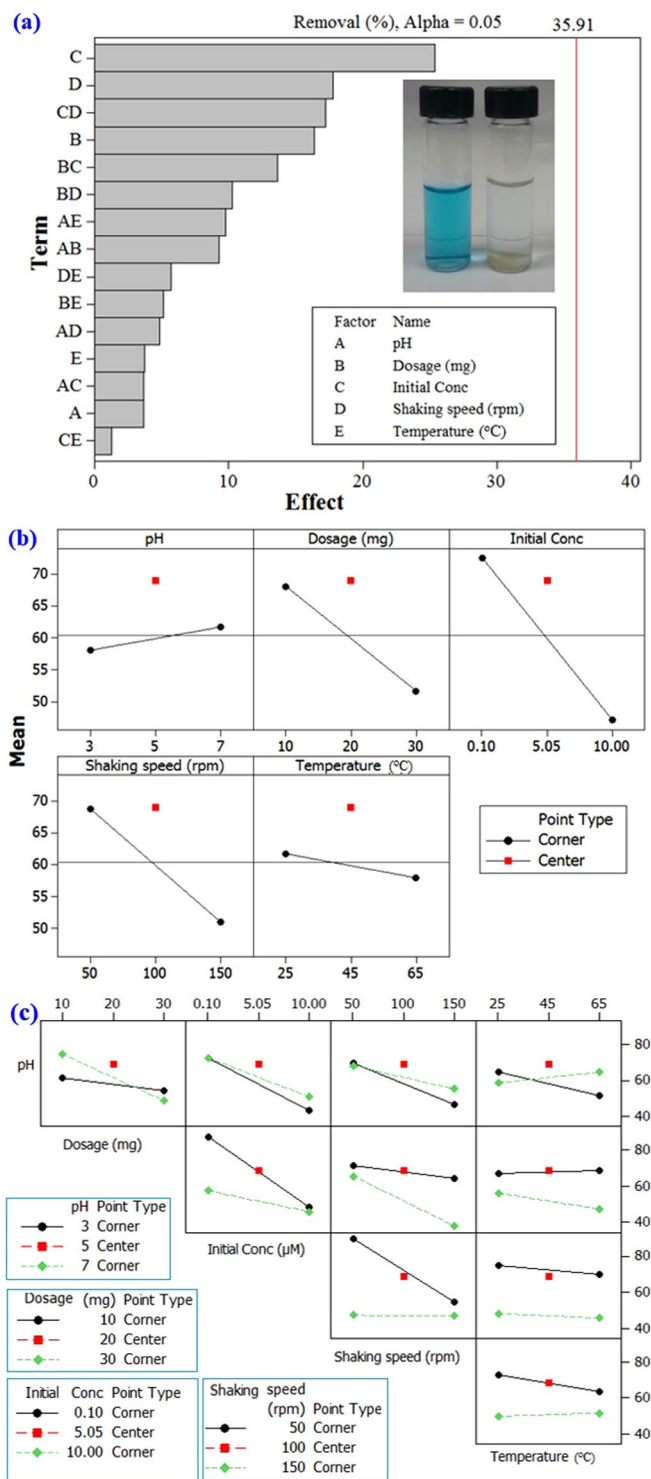 (a)
Removal (%), Alpha = 0.05
35.91
C
D
CD
B
BC
BD
AE
AB
DE
BE
AD
E
AC
A
CE
Term
Factor Name
A pH
B Dosage (mg)
C Initial Conc
D Shaking speed (rpm)
E Temperature (°C)
0 10 20 30 40
Effect
(b)
pH Dosage (mg) Initial Conc
70
65
60
55
50
3 5 7 10 20 30 0.10 5.05 10.00
Mean
Shaking speed (rpm) Temperature (°C)
70
65
60
55
50
50 100 150 25 45 65
Point Type
Corner
Center
(c)
10 20 30 0.10 5.05 10.00 50 100 150 25 45 65
pH
80
60
40
Dosage (mg)
80
60
40
Initial Conc (µM)
80
60
40
Shaking speed (rpm)
80
60
40
Temperature (°C)
pH Point Type
3 Corner
5 Center
7 Corner
Dosage (mg) Point Type
10 Corner
20 Center
30 Corner
Initial Conc Point Type
0.10 Corner
5.05 Center
10.00 Corner
Shaking speed
(rpm) Point Type
50 Corner
100 Center
150 Corner